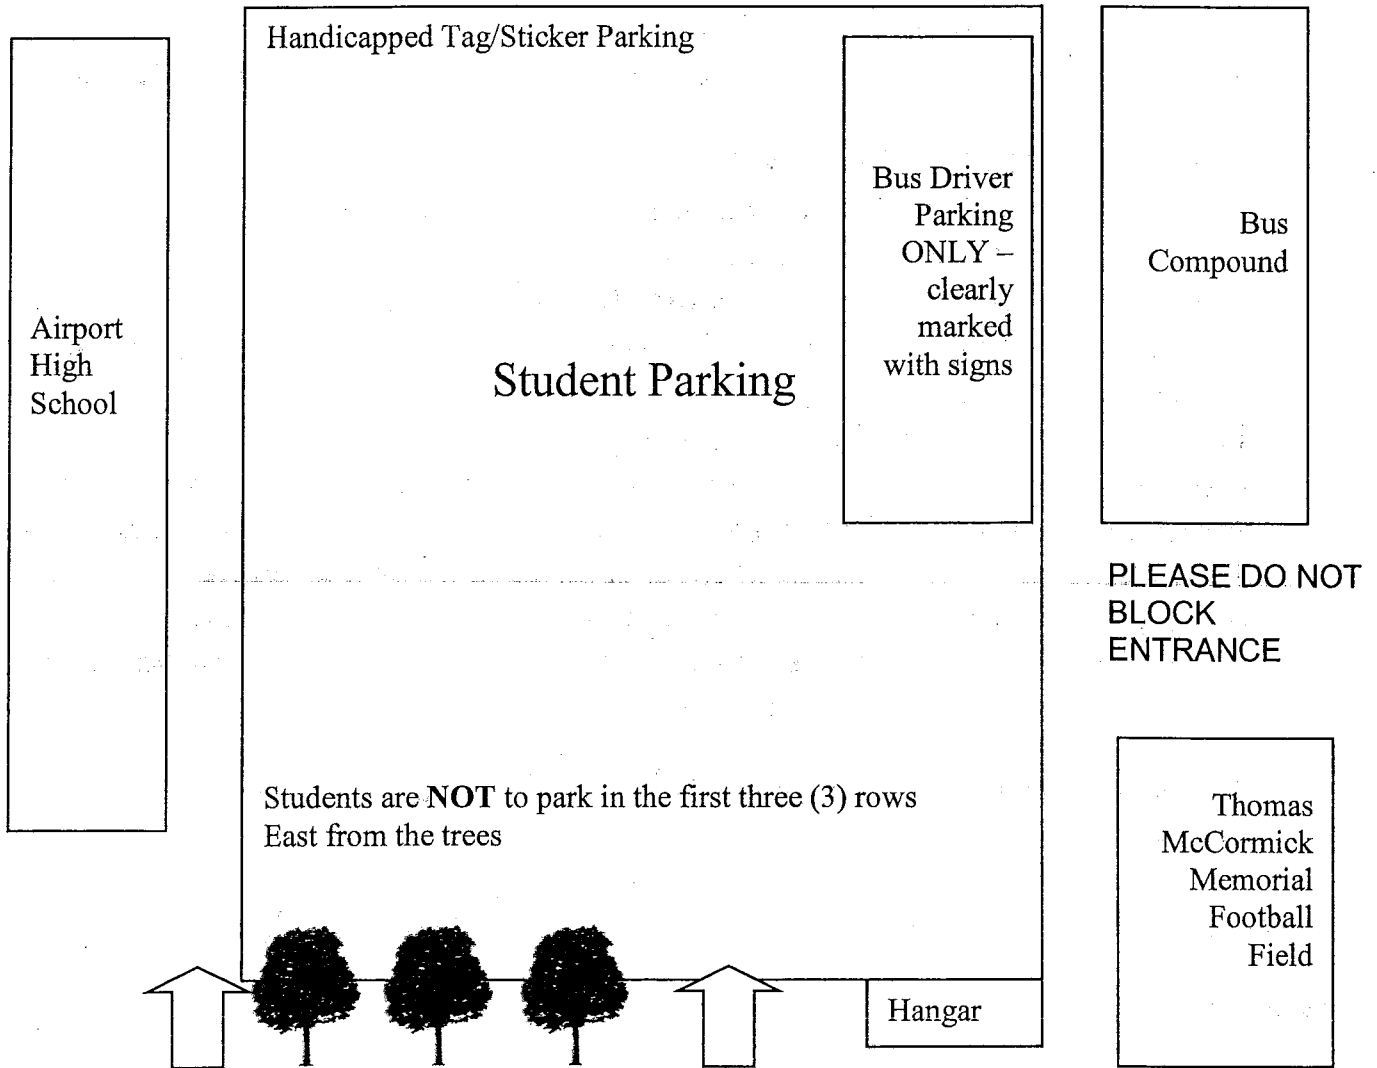 Handicapped Tag/Sticker Parking
Airport
High
School
Student Parking
Bus Driver
Parking
ONLY –
clearly
marked
with signs
Bus
Compound
PLEASE DO NOT
BLOCK
ENTRANCE
Students are NOT to park in the first three (3) rows
East from the trees
Thomas
McCormick
Memorial
Football
Field
Hangar